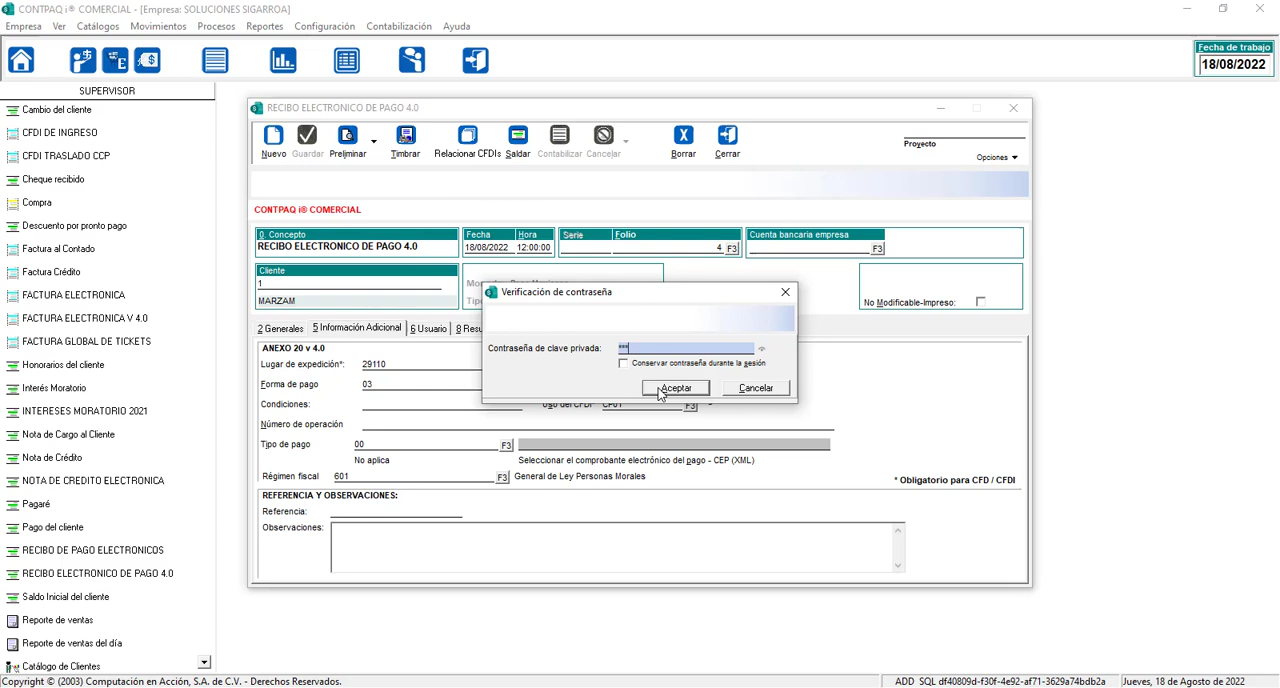 CONTPAQ i® COMERCIAL - [Empresa: SOLUCIONES SIGARROA]
Empresa Ver Catálogos Movimientos Procesos Reportes Configuración Contabilización Ayuda
Fecha de trabajo
18/08/2022
SUPERVISOR
Cambio del cliente
CFDI DE INGRESO
CFDI TRASLADO CCP
Cheque recibido
Compra
Descuento por pronto pago
Factura al Contado
Factura Crédito
FACTURA ELECTRONICA
FACTURA ELECTRONICA V 4.0
FACTURA GLOBAL DE TICKETS
Honorarios del cliente
Interés Moratorio
INTERESES MORATORIO 2021
Nota de Cargo al Cliente
Nota de Crédito
NOTA DE CREDITO ELECTRONICA
Pagaré
Pago del cliente
RECIBO DE PAGO ELECTRONICOS
RECIBO ELECTRONICO DE PAGO 4.0
Saldo Inicial del cliente
Reporte de ventas
Reporte de ventas del día
Catálogo de Clientes
RECIBO ELECTRONICO DE PAGO 4.0
Nuevo Guardar Preliminar Timbrar Relacionar CFDIs Saldar Contabilizar Cancelar Borrar Cerrar
Proyecto
Opciones
CONTPAQ i® COMERCIAL
0. Concepto Fecha Hora Serie Folio Cuenta bancaria empresa
RECIBO ELECTRONICO DE PAGO 4.0 18/08/2022 12:00:00 4 F3 F3
Cliente
1
MARZAM
No Modificable-Impreso:
2 Generales 5 Información Adicional 6 Usuario
Verificación de contraseña
Contraseña de clave privada: ***
Conservar contraseña durante la sesión
Aceptar Cancelar
ANEXO 20 v 4.0
Lugar de expedición*: 29110
Forma de pago 03
Condiciones: Uso del CFDI* CP01 F3
Número de operación
Tipo de pago 00 F3
No aplica Seleccionar el comprobante electrónico del pago - CEP (XML)
Régimen fiscal 601 F3 General de Ley Personas Morales
* Obligatorio para CFD / CFDI
REFERENCIA Y OBSERVACIONES:
Referencia:
Observaciones:
Copyright © (2003) Computación en Acción, S.A. de C.V. - Derechos Reservados. ADD SQL df40809d-f30f-4e92-af71-3629a74bdb2a Jueves, 18 de Agosto de 2022